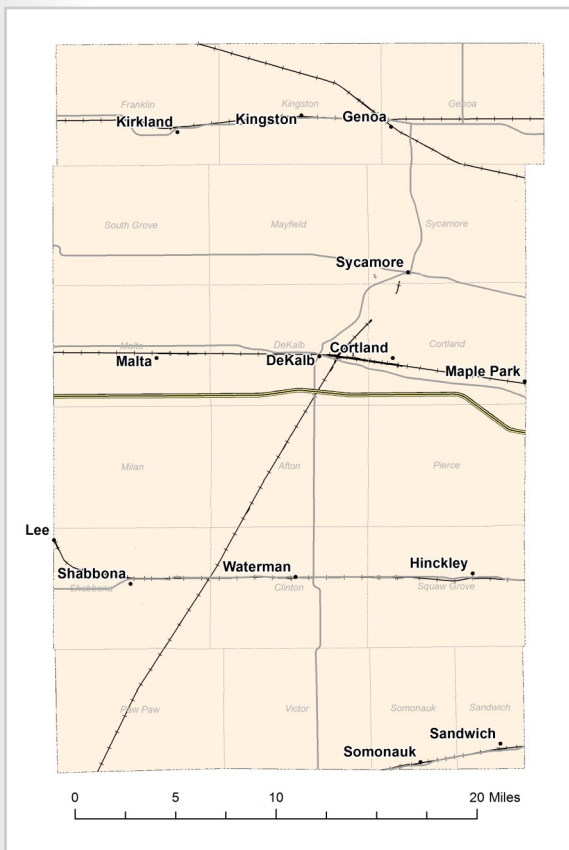 Franklin
Kingston
Genoa
Kirkland
Kingston
Genoa
South Grove
Mayfield
Sycamore
Sycamore
Malta
DeKalb
Cortland
Cortland
Malta
DeKalb
Maple Park
Milan
Afton
Pierce
Lee
Shabbona
Waterman
Hinckley
Shabbona
Clinton
Squaw Grove
Paw Paw
Victor
Somonauk
Sandwich
Sandwich
Somonauk
0 5 10 20 Miles